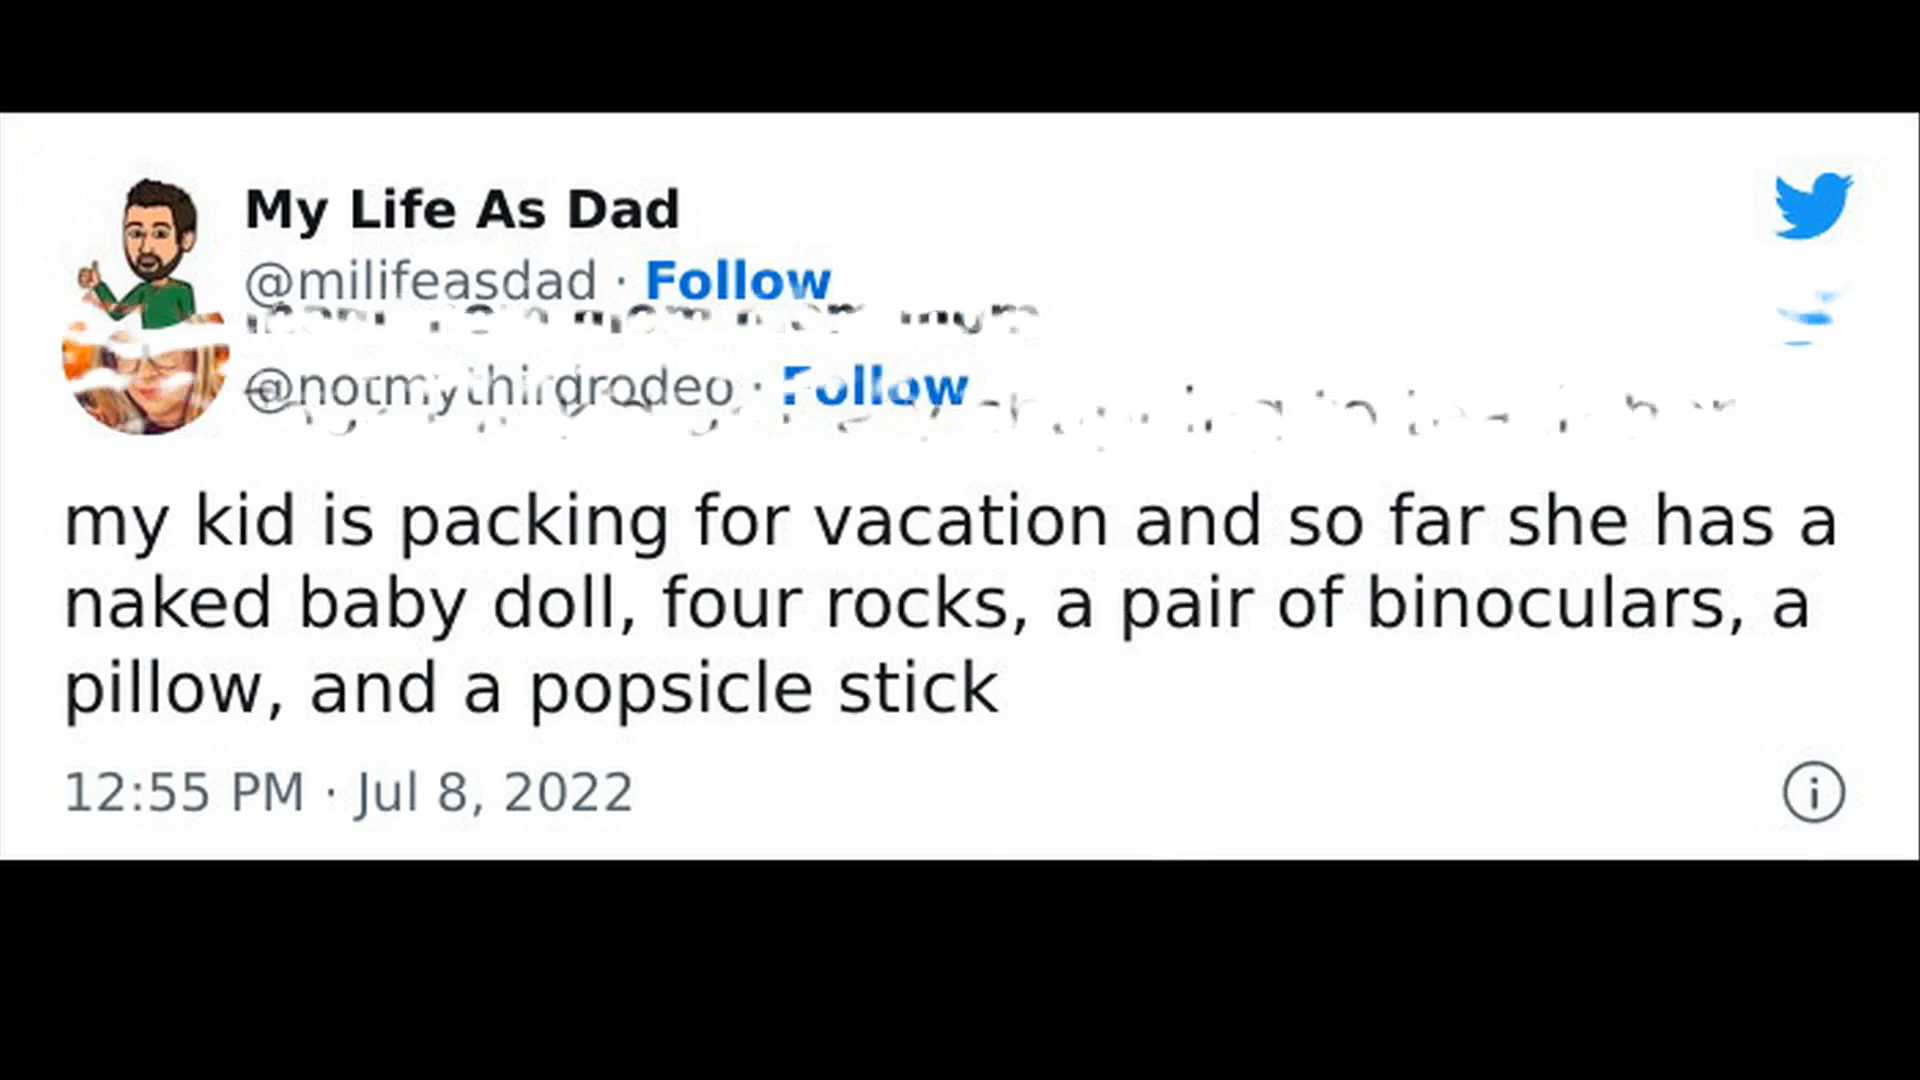 My Life As Dad
@milifeasdad · Follow
@notmythirdrodeo · Follow
my kid is packing for vacation and so far she has a
naked baby doll, four rocks, a pair of binoculars, a
pillow, and a popsicle stick
12:55 PM · Jul 8, 2022